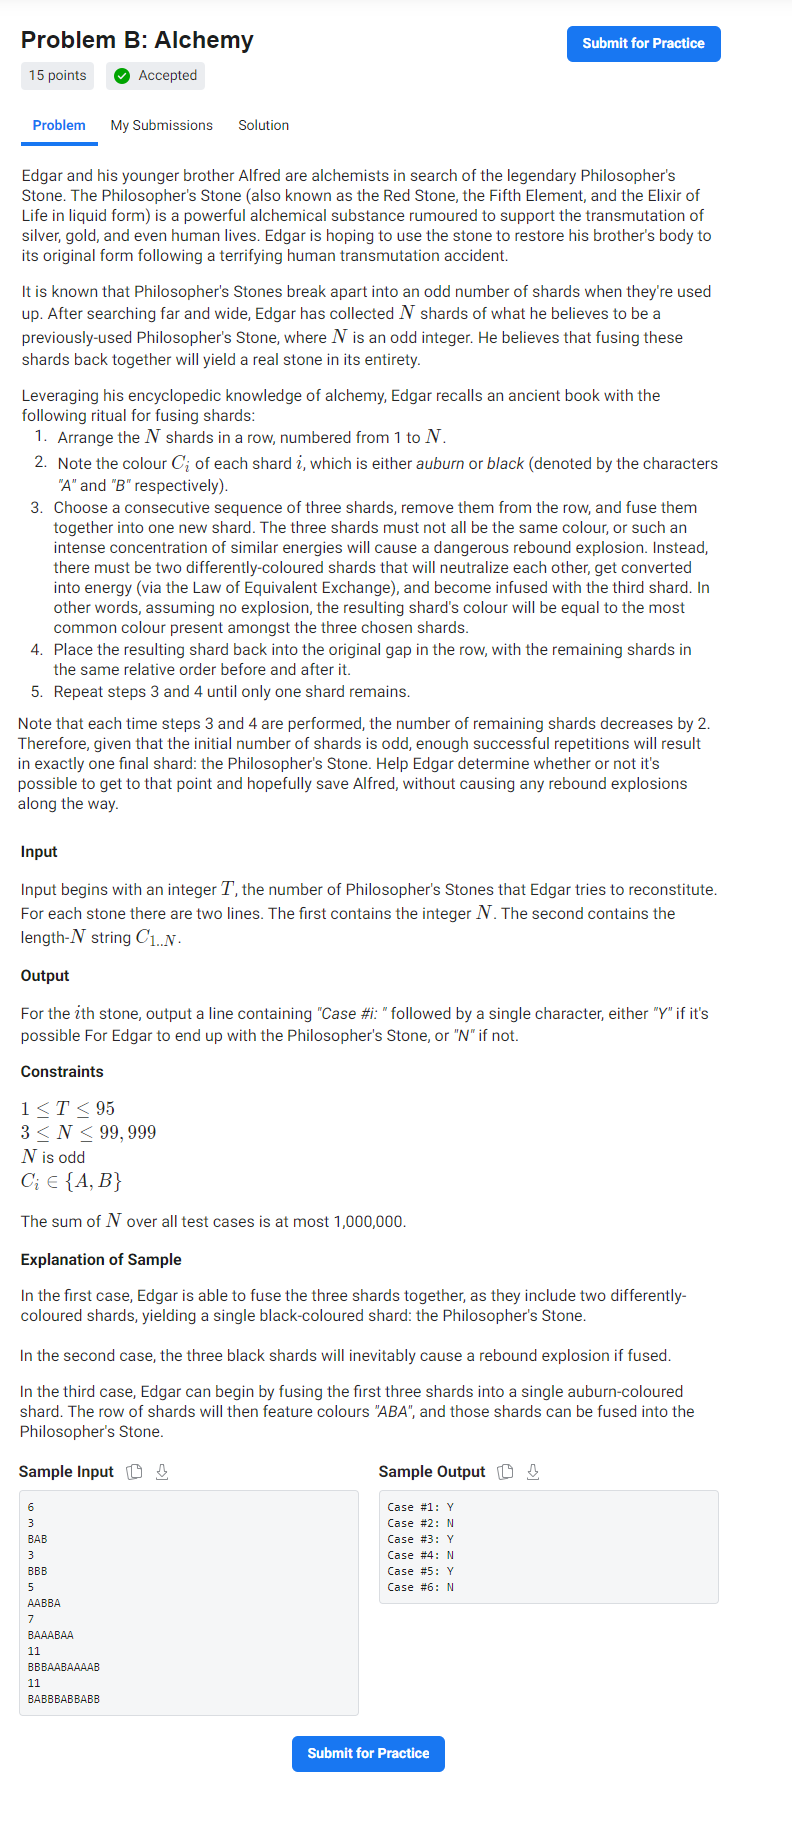 Problem B: Alchemy
Submit for Practice
15 points
Accepted
Problem
My Submissions
Solution
Edgar and his younger brother Alfred are alchemists in search of the legendary Philosopher's
Stone. The Philosopher's Stone (also known as the Red Stone, the Fifth Element, and the Elixir of
Life in liquid form) is a powerful alchemical substance rumoured to support the transmutation of
silver, gold, and even human lives. Edgar is hoping to use the stone to restore his brother's body to
its original form following a terrifying human transmutation accident.
It is known that Philosopher's Stones break apart into an odd number of shards when they're used
up. After searching far and wide, Edgar has collected N shards of what he believes to be a
previously-used Philosopher's Stone, where N is an odd integer. He believes that fusing these
shards back together will yield a real stone in its entirety.
Leveraging his encyclopedic knowledge of alchemy, Edgar recalls an ancient book with the
following ritual for fusing shards:
1. Arrange the N shards in a row, numbered from 1 to N.
2. Note the colour C_i of each shard i, which is either auburn or black (denoted by the characters
"A" and "B" respectively).
3. Choose a consecutive sequence of three shards, remove them from the row, and fuse them
together into one new shard. The three shards must not all be the same colour, or such an
intense concentration of similar energies will cause a dangerous rebound explosion. Instead,
there must be two differently-coloured shards that will neutralize each other, get converted
into energy (via the Law of Equivalent Exchange), and become infused with the third shard. In
other words, assuming no explosion, the resulting shard's colour will be equal to the most
common colour present amongst the three chosen shards.
4. Place the resulting shard back into the original gap in the row, with the remaining shards in
the same relative order before and after it.
5. Repeat steps 3 and 4 until only one shard remains.
Note that each time steps 3 and 4 are performed, the number of remaining shards decreases by 2.
Therefore, given that the initial number of shards is odd, enough successful repetitions will result
in exactly one final shard: the Philosopher's Stone. Help Edgar determine whether or not it's
possible to get to that point and hopefully save Alfred, without causing any rebound explosions
along the way.
Input
Input begins with an integer T, the number of Philosopher's Stones that Edgar tries to reconstitute.
For each stone there are two lines. The first contains the integer N. The second contains the
length-N string C_{1..N}.
Output
For the ith stone, output a line containing "Case #i: " followed by a single character, either "Y" if it's
possible For Edgar to end up with the Philosopher's Stone, or "N" if not.
Constraints
1 ≤ T ≤ 95
3 ≤ N ≤ 99, 999
N is odd
C_i ∈ {A, B}
The sum of N over all test cases is at most 1,000,000.
Explanation of Sample
In the first case, Edgar is able to fuse the three shards together, as they include two differently-
coloured shards, yielding a single black-coloured shard: the Philosopher's Stone.
In the second case, the three black shards will inevitably cause a rebound explosion if fused.
In the third case, Edgar can begin by fusing the first three shards into a single auburn-coloured
shard. The row of shards will then feature colours "ABA", and those shards can be fused into the
Philosopher's Stone.
Sample Input
6
3
BAB
3
BBB
5
AABBA
7
BAAABAA
11
BBBAABAAAAB
11
BABBBABBABB
Sample Output
Case #1: Y
Case #2: N
Case #3: Y
Case #4: N
Case #5: Y
Case #6: N
Submit for Practice